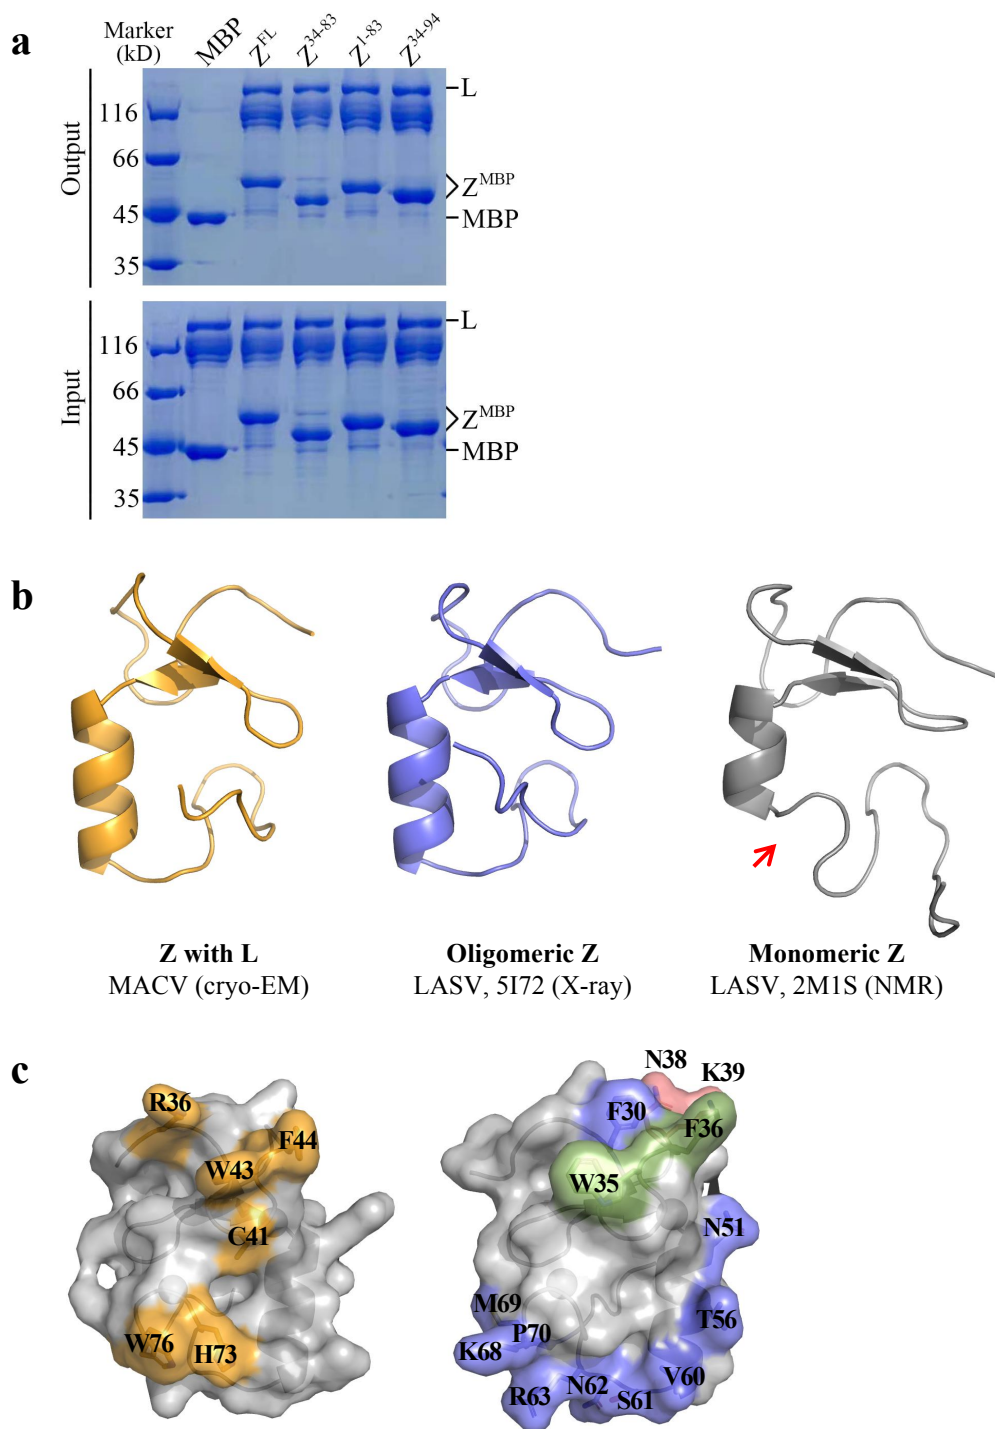 a
Marker
(kD)
MBP
Z^FL
Z^34-83
Z^1-83
Z^34-94
Output
116
66
45
35
L
Z^MBP
MBP
Input
116
66
45
35
L
Z^MBP
MBP
b
Z with L
MACV (cryo-EM)
Oligomeric Z
LASV, 5I72 (X-ray)
Monomeric Z
LASV, 2M1S (NMR)
c
R36
F44
W43
C41
W76
H73
N38
K39
F30
F36
W35
N51
M69
T56
P70
K68
V60
N62
R63
S61